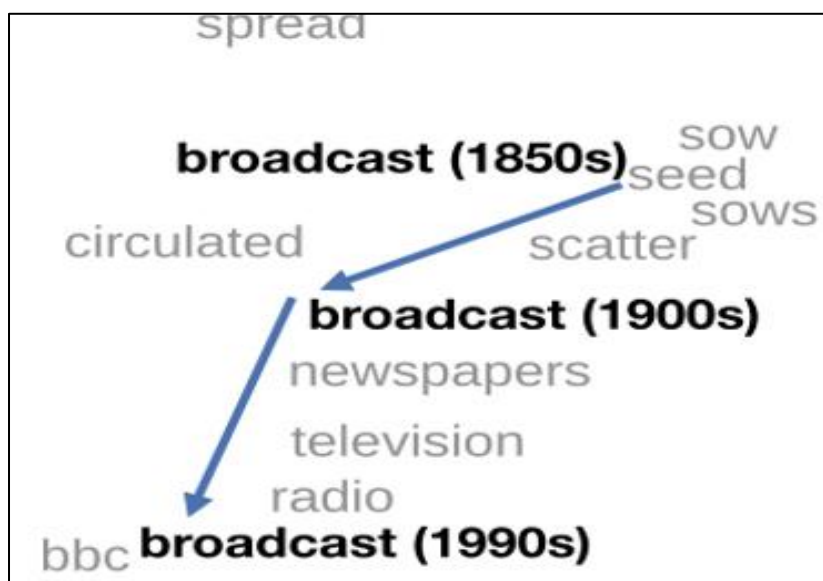 spread
sow
broadcast (1850s)
seed
sows
circulated
scatter
broadcast (1900s)
newspapers
television
radio
bbc
broadcast (1990s)